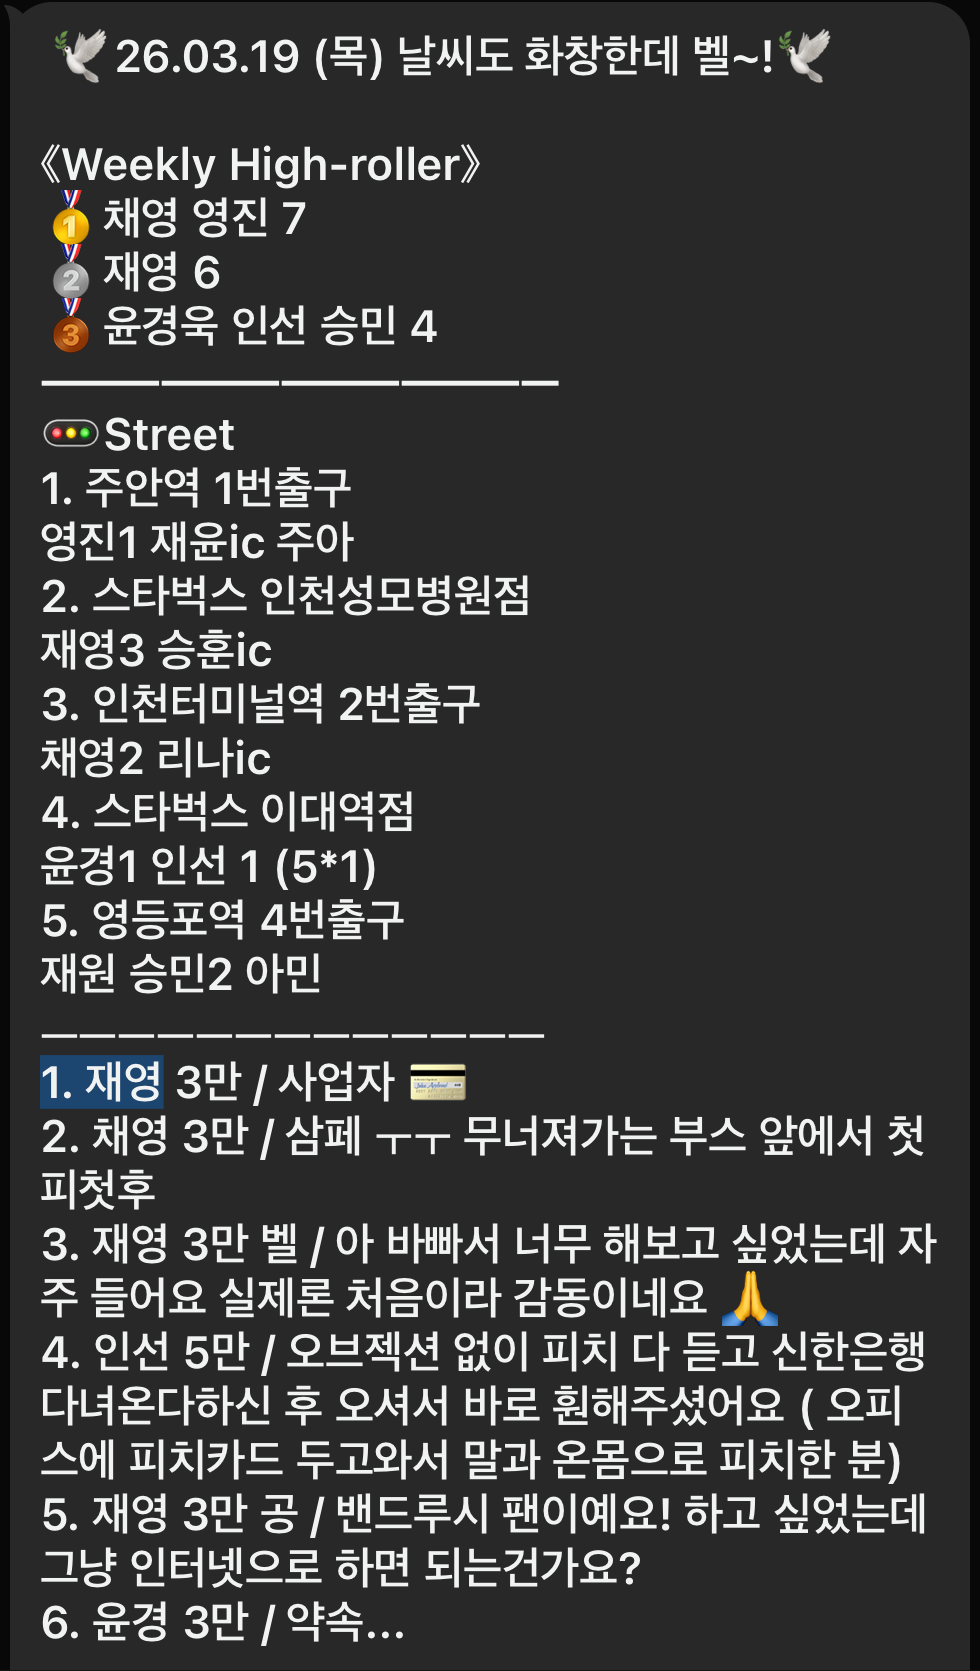 🕊️26.03.19 (목) 날씨도 화창한데 벨~!🕊️
《Weekly High-roller》
🥇채영 영진 7
🥈재영 6
🥉윤경욱 인선 승민 4
—————————————
🚥Street
1. 주안역 1번출구
영진1 재윤ic 주아
2. 스타벅스 인천성모병원점
재영3 승훈ic
3. 인천터미널역 2번출구
채영2 리나ic
4. 스타벅스 이대역점
윤경1 인선 1 (5*1)
5. 영등포역 4번출구
재원 승민2 아민
—————————————
1. 재영 3만 / 사업자 💳
2. 채영 3만 / 삼페 ㅜㅜ 무너져가는 부스 앞에서 첫
피첫후
3. 재영 3만 벨 / 아 바빠서 너무 해보고 싶었는데 자
주 들어요 실제론 처음이라 감동이네요 🙏
4. 인선 5만 / 오브젝션 없이 피치 다 듣고 신한은행
다녀온다하신 후 오셔서 바로 훤해주셨어요 ( 오피
스에 피치카드 두고와서 말과 온몸으로 피치한 분)
5. 재영 3만 공 / 밴드루시 팬이예요! 하고 싶었는데
그냥 인터넷으로 하면 되는건가요?
6. 윤경 3만 / 약속...